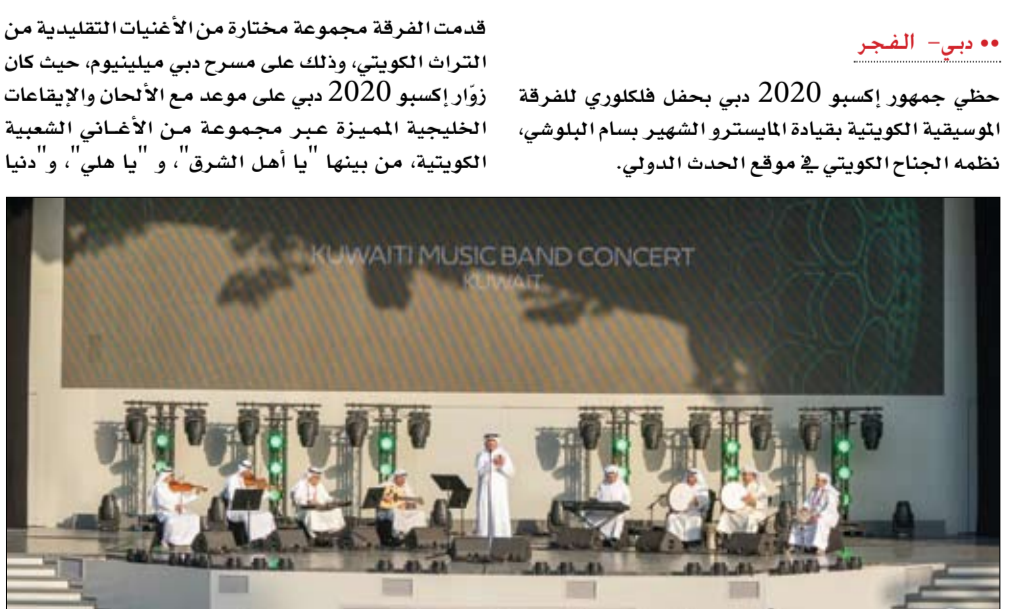 •• دبي- الفجر
حظي جمهور إكسبو 2020 دبي بحفل فلكلوري للفرقة
الموسيقية الكويتية بقيادة المايسترو الشهير بسام البلوشي،
نظمه الجناح الكويتي في موقع الحدث الدولي.
قدمت الفرقة مجموعة مختارة من الأغنيات التقليدية من
التراث الكويتي، وذلك على مسرح دبي ميلينيوم، حيث كان
زوّار إكسبو 2020 دبي على موعد مع الألحان والإيقاعات
الخليجية المميزة عبر مجموعة من الأغاني الشعبية
الكويتية، من بينها "يا أهل الشرق"، و "يا هلي"، و"دنيا
KUWAITI MUSIC BAND CONCERT
KUWAIT